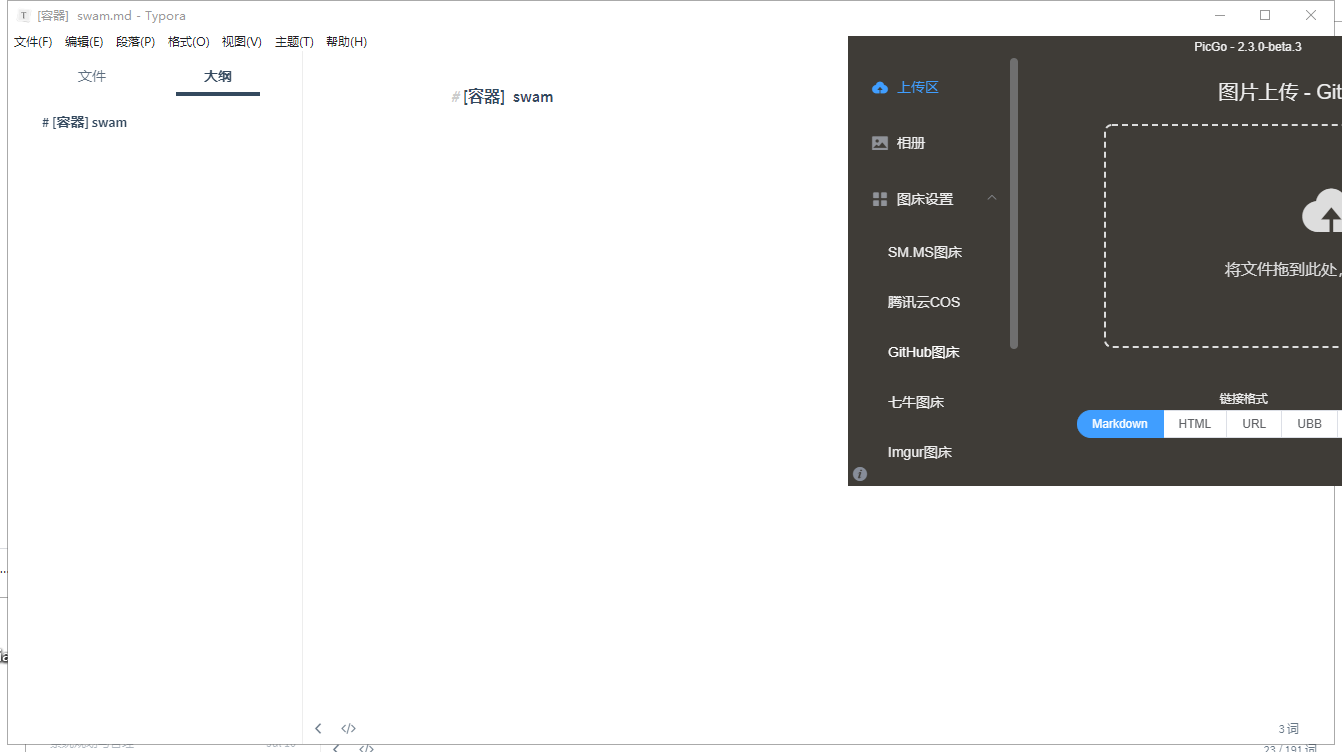 T [容器] swam.md - Typora
文件(F) 编辑(E) 段落(P) 格式(O) 视图(V) 主题(T) 帮助(H)
文件 大纲
# [容器] swam
# [容器] swam
PicGo - 2.3.0-beta.3
上传区
图片上传 - Git
相册
图床设置
SM.MS图床
将文件拖到此处,
腾讯云COS
GitHub图床
七牛图床
链接格式
Markdown HTML URL UBB
Imgur图床
</> 3 词
</> 23 / 191 词